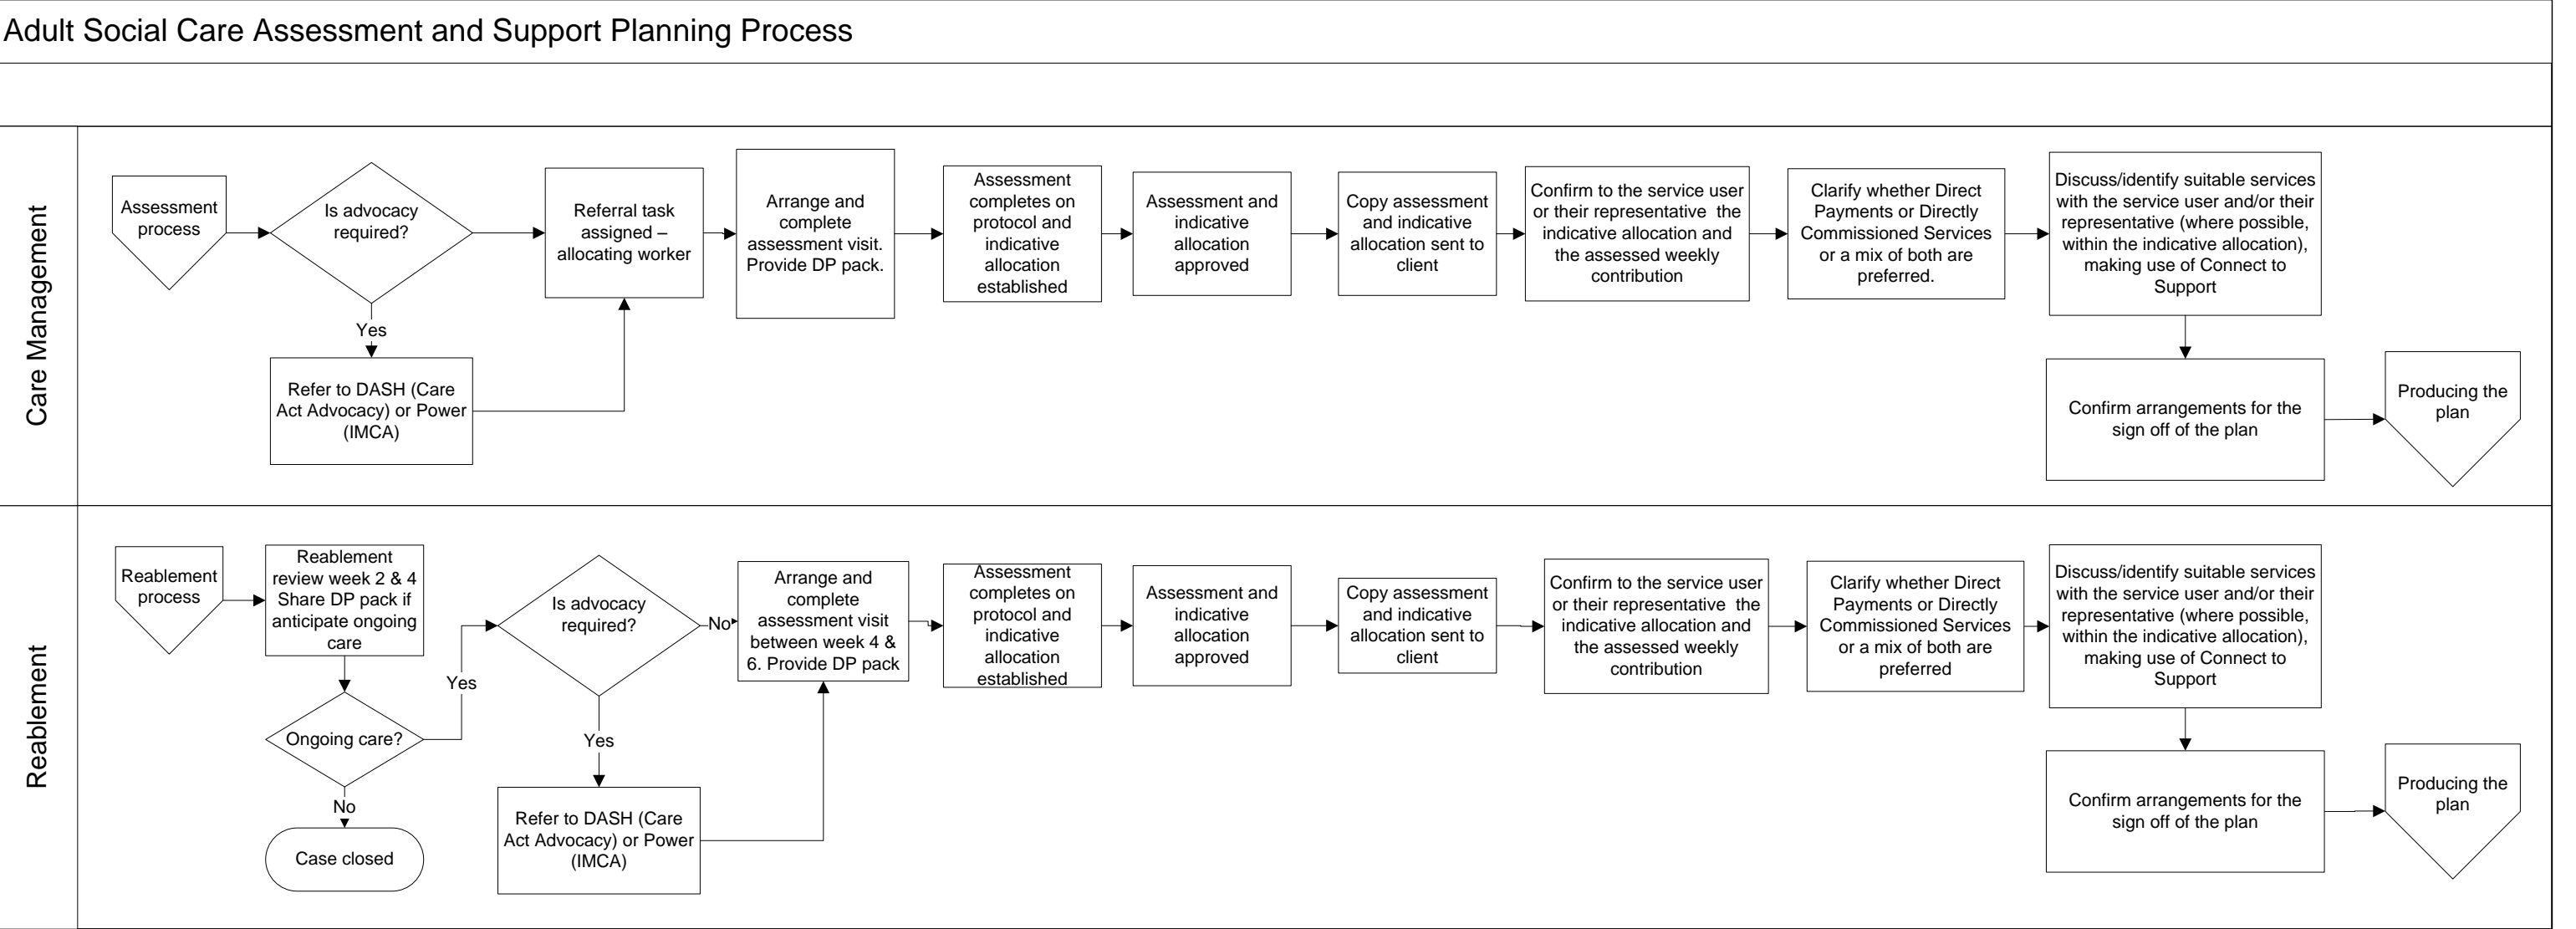 Adult Social Care Assessment and Support Planning Process
Care Management
Assessment
process
Is advocacy
required?
Yes
Refer to DASH (Care
Act Advocacy) or Power
(IMCA)
Referral task
assigned –
allocating worker
Arrange and
complete
assessment visit.
Provide DP pack.
Assessment
completes on
protocol and
indicative
allocation
established
Assessment and
indicative
allocation
approved
Copy assessment
and indicative
allocation sent to
client
Confirm to the service user
or their representative  the
indicative allocation and
the assessed weekly
contribution
Clarify whether Direct
Payments or Directly
Commissioned Services
or a mix of both are
preferred.
Discuss/identify suitable services
with the service user and/or their
representative (where possible,
within the indicative allocation),
making use of Connect to
Support
Confirm arrangements for the
sign off of the plan
Producing the
plan
Reablement
Reablement
process
Reablement
review week 2 & 4
Share DP pack if
anticipate ongoing
care
Ongoing care?
No
Case closed
Yes
Is advocacy
required?
Yes
Refer to DASH (Care
Act Advocacy) or Power
(IMCA)
No
Arrange and
complete
assessment visit
between week 4 &
6. Provide DP pack
Assessment
completes on
protocol and
indicative
allocation
established
Assessment and
indicative
allocation
approved
Copy assessment
and indicative
allocation sent to
client
Confirm to the service user
or their representative  the
indicative allocation and
the assessed weekly
contribution
Clarify whether Direct
Payments or Directly
Commissioned Services
or a mix of both are
preferred
Discuss/identify suitable services
with the service user and/or their
representative (where possible,
within the indicative allocation),
making use of Connect to
Support
Confirm arrangements for the
sign off of the plan
Producing the
plan